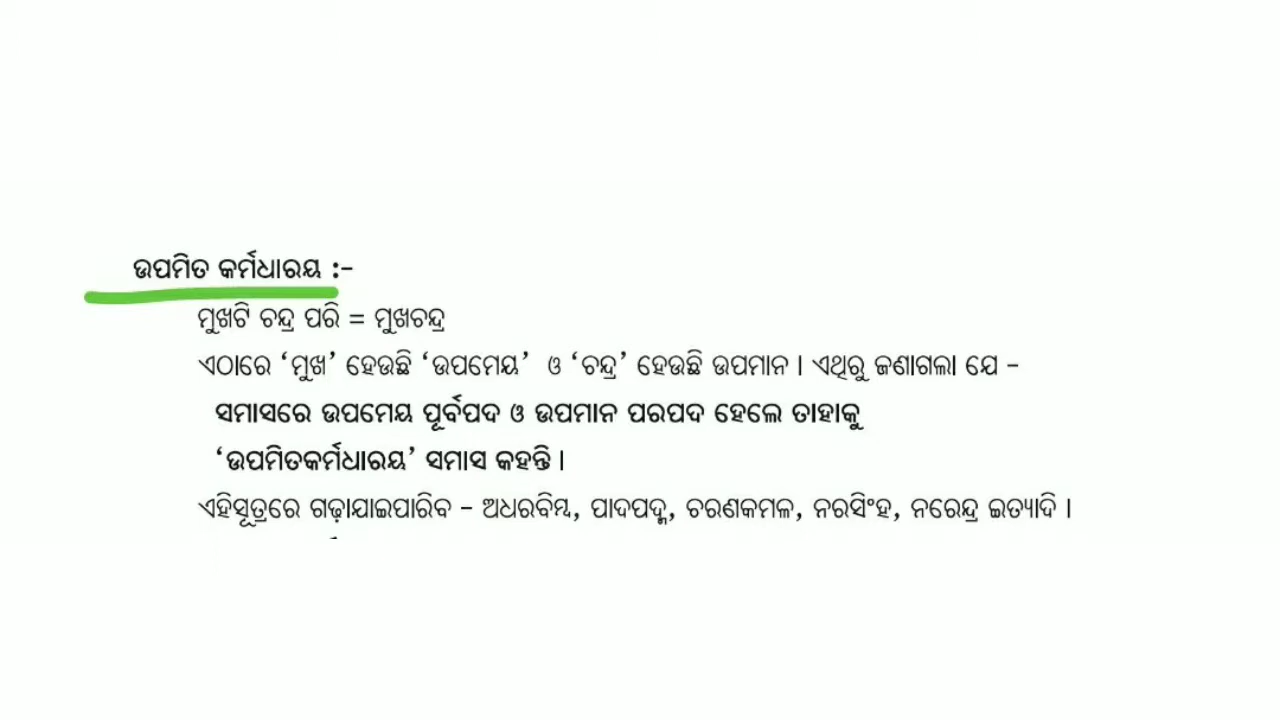 ଉପମିତ କର୍ମଧାରୟ :–
ମୁଖଟି ଚନ୍ଦ୍ର ପରି = ମୁଖଚନ୍ଦ୍ର
ଏଠାରେ ‘ମୁଖ’ ହେଉଛି ‘ଉପମେୟ’ ଓ ‘ଚନ୍ଦ୍ର’ ହେଉଛି ଉପମାନ । ଏଥିରୁ ଜଣାଗଲା ଯେ –
ସମାସରେ ଉପମେୟ ପୂର୍ବପଦ ଓ ଉପମାନ ପରପଦ ହେଲେ ତାହାକୁ
‘ଉପମିତକର୍ମଧାରୟ’ ସମାସ କହନ୍ତି ।
ଏହିସୂତ୍ରରେ ଗଢ଼ାଯାଇପାରିବ – ଅଧରବିମ୍ବ, ପାଦପଦ୍ମ, ଚରଣକମଳ, ନରସିଂହ, ନରେନ୍ଦ୍ର ଇତ୍ୟାଦି ।